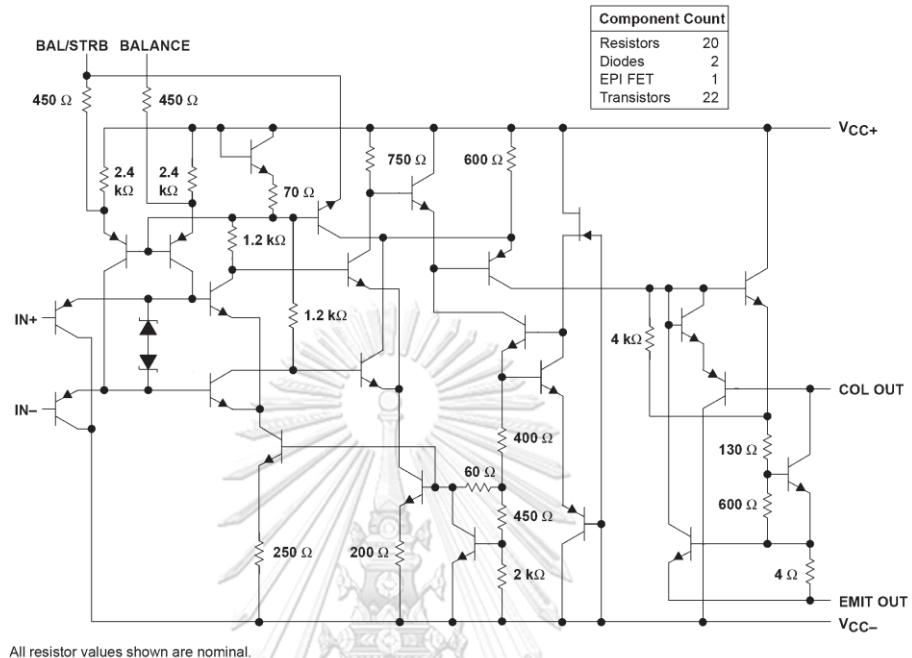 Component Count
Resistors 20
Diodes 2
EPI FET 1
Transistors 22
BAL/STRB BALANCE
450 Ω 450 Ω
VCC+
2.4 kΩ
2.4 kΩ
70 Ω
750 Ω 600 Ω
1.2 kΩ
IN+
1.2 kΩ
4 kΩ
IN–
COL OUT
400 Ω
130 Ω
60 Ω
450 Ω
600 Ω
250 Ω 200 Ω
2 kΩ
4 Ω
EMIT OUT
VCC–
All resistor values shown are nominal.